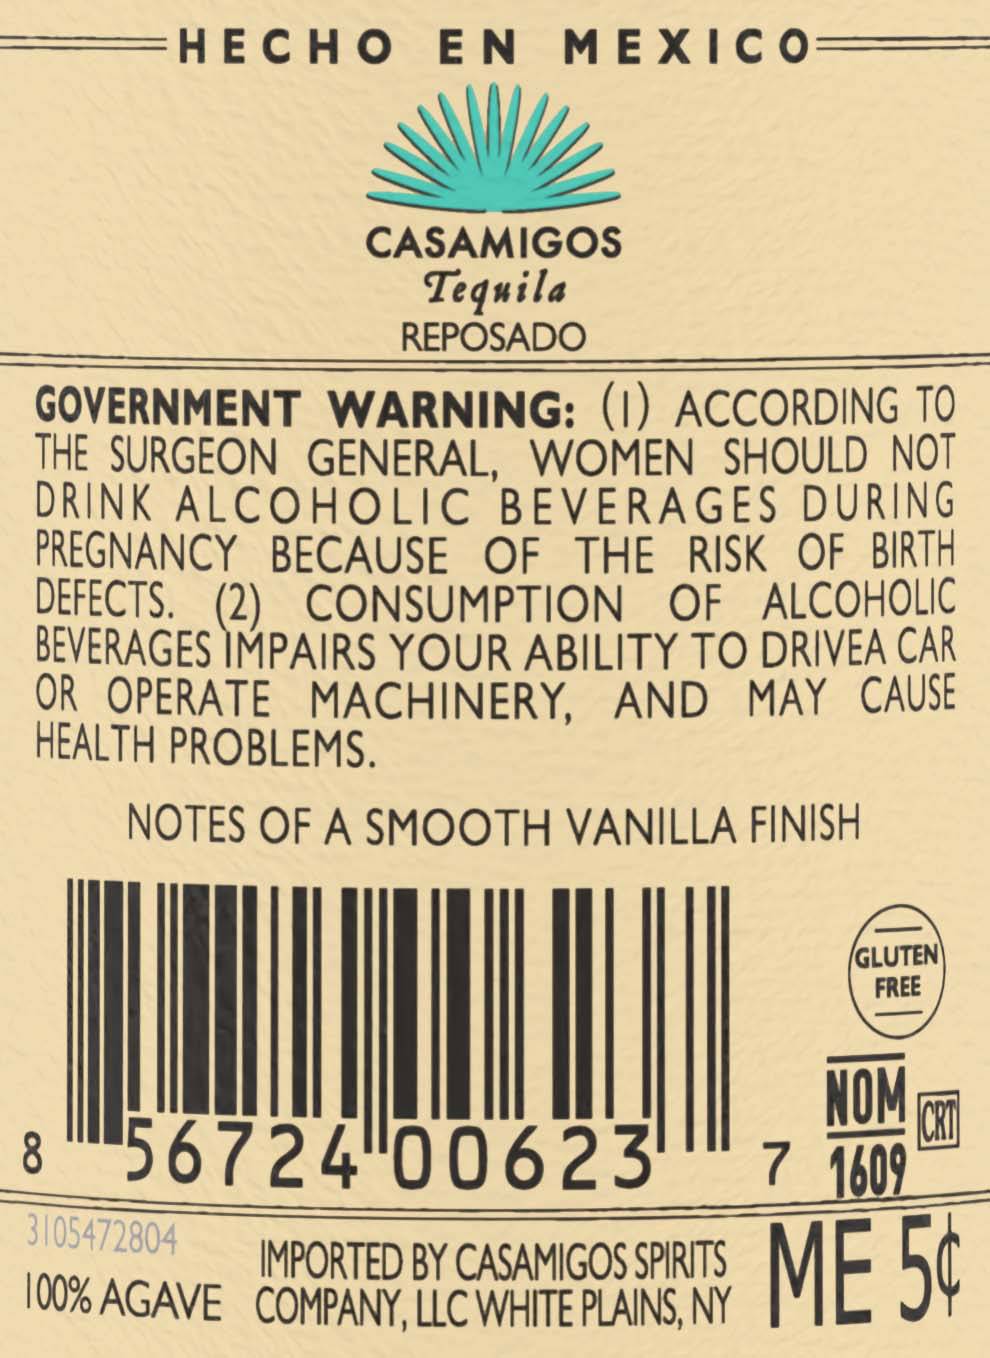 HECHO EN MEXICO
CASAMIGOS
Tequila
REPOSADO
GOVERNMENT WARNING: (1) ACCORDING TO
THE SURGEON GENERAL, WOMEN SHOULD NOT
DRINK ALCOHOLIC BEVERAGES DURING
PREGNANCY BECAUSE OF THE RISK OF BIRTH
DEFECTS. (2) CONSUMPTION OF ALCOHOLIC
BEVERAGES IMPAIRS YOUR ABILITY TO DRIVEA CAR
OR OPERATE MACHINERY, AND MAY CAUSE
HEALTH PROBLEMS.
NOTES OF A SMOOTH VANILLA FINISH
GLUTEN
FREE
NOM
1609
CRT
8 56724 00623 7
3105472804
100% AGAVE
IMPORTED BY CASAMIGOS SPIRITS
COMPANY, LLC WHITE PLAINS, NY
ME 5¢